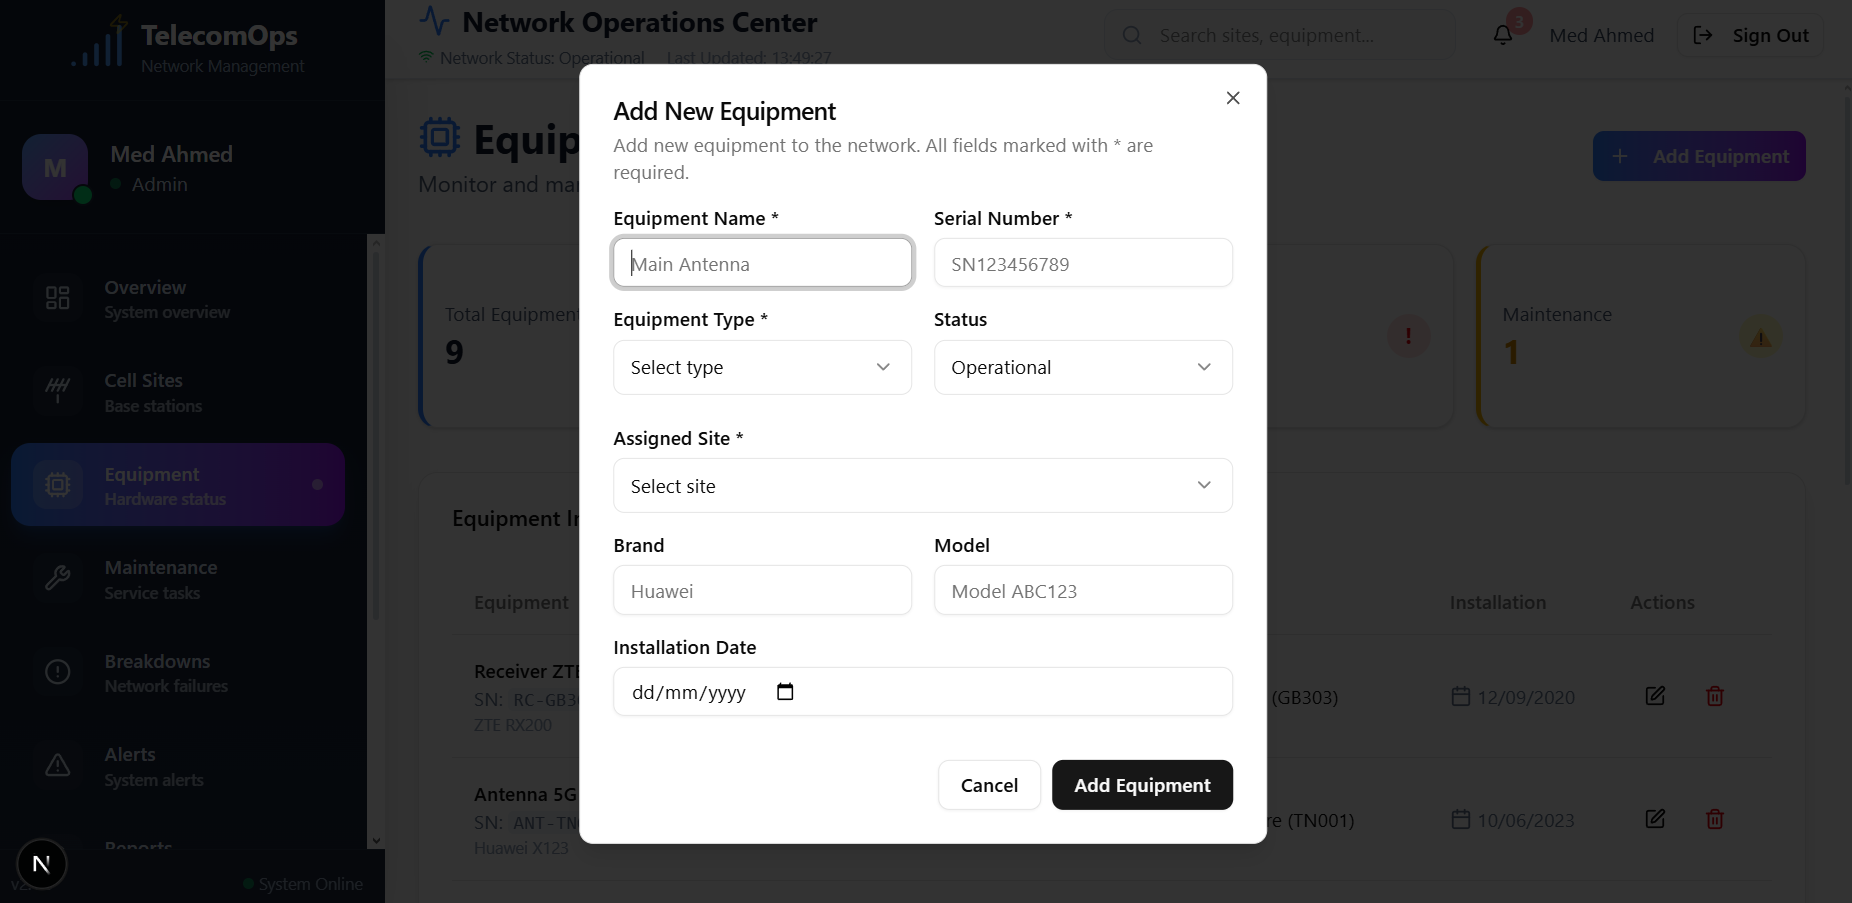 TelecomOps
Network Management
Network Operations Center
Network Status: Operational
Last Updated: 13:49:27
Search sites, equipment...
3
Med Ahmed
Sign Out
M
Med Ahmed
Admin
Overview
System overview
Cell Sites
Base stations
Equipment
Hardware status
Maintenance
Service tasks
Breakdowns
Network failures
Alerts
System alerts
Reports
N
System Online
Equip
Monitor and
Add Equipment
Total Equipment
9
!
Maintenance
1
Equipment
Equipment
Installation
Actions
Receiver ZTE
SN: RC-GB3
ZTE RX200
(GB303)
12/09/2020
Antenna 5G
SN: ANT-TN
Huawei X123
re (TN001)
10/06/2023
Add New Equipment
Add new equipment to the network. All fields marked with * are
required.
Equipment Name *
Serial Number *
Main Antenna
SN123456789
Equipment Type *
Status
Select type
Operational
Assigned Site *
Select site
Brand
Model
Huawei
Model ABC123
Installation Date
dd/mm/yyyy
Cancel
Add Equipment